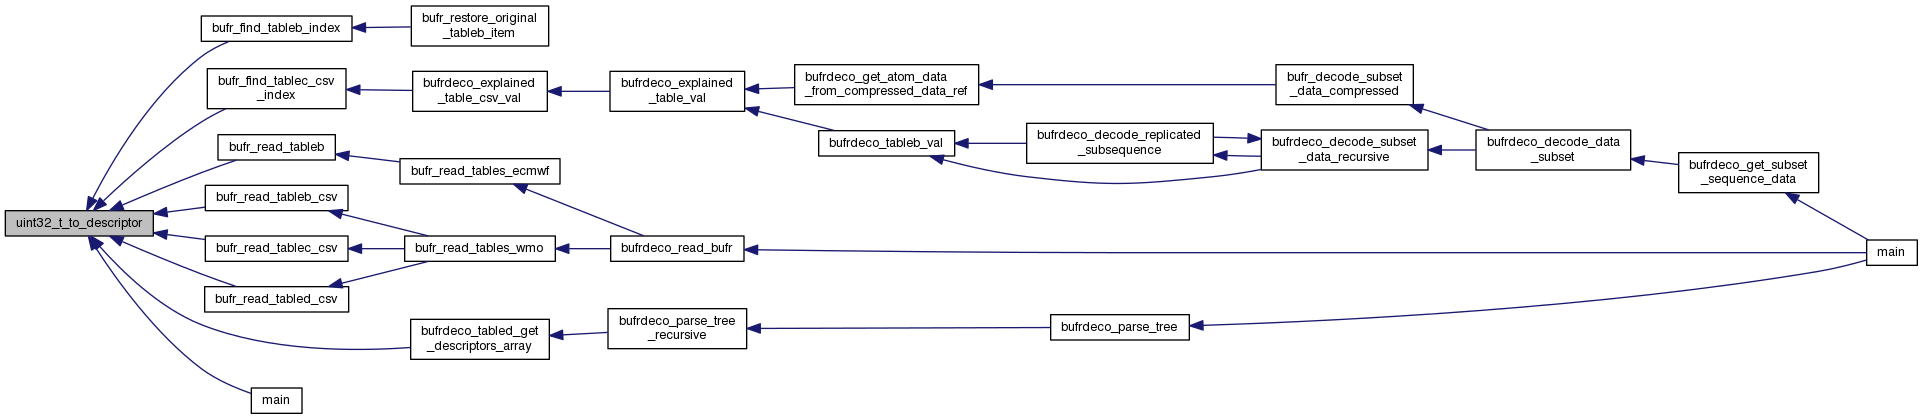 bufr_find_tableb_index
bufr_restore_original
_tableb_item
bufr_find_tablec_csv
_index
bufrdeco_explained
_table_csv_val
bufrdeco_explained
_table_val
bufrdeco_get_atom_data
_from_compressed_data_ref
bufr_decode_subset
_data_compressed
bufr_read_tableb
bufr_read_tables_ecmwf
bufrdeco_tableb_val
bufrdeco_decode_replicated
_subsequence
bufrdeco_decode_subset
_data_recursive
bufrdeco_decode_data
_subset
bufrdeco_get_subset
_sequence_data
bufr_read_tableb_csv
uint32_t_to_descriptor
bufr_read_tablec_csv
bufr_read_tables_wmo
bufrdeco_read_bufr
main
bufr_read_tabled_csv
bufrdeco_tabled_get
_descriptors_array
bufrdeco_parse_tree
_recursive
bufrdeco_parse_tree
main